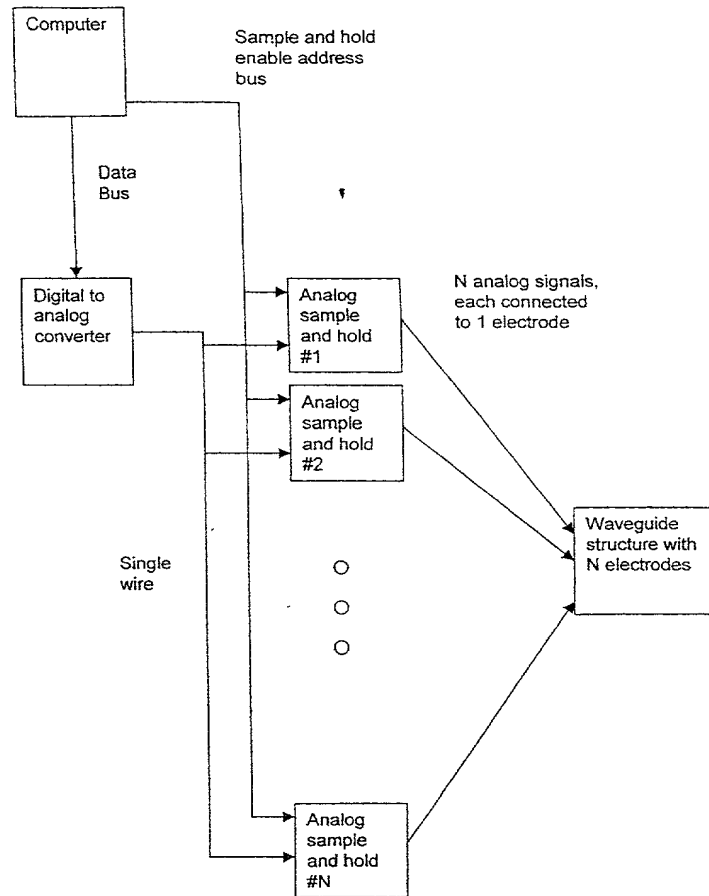 Computer
Sample and hold
enable address
bus
Data
Bus
Digital to
analog
converter
Analog
sample
and hold
#1
N analog signals,
each connected
to 1 electrode
Analog
sample
and hold
#2
Waveguide
structure with
N electrodes
Single
wire
Analog
sample
and hold
#N